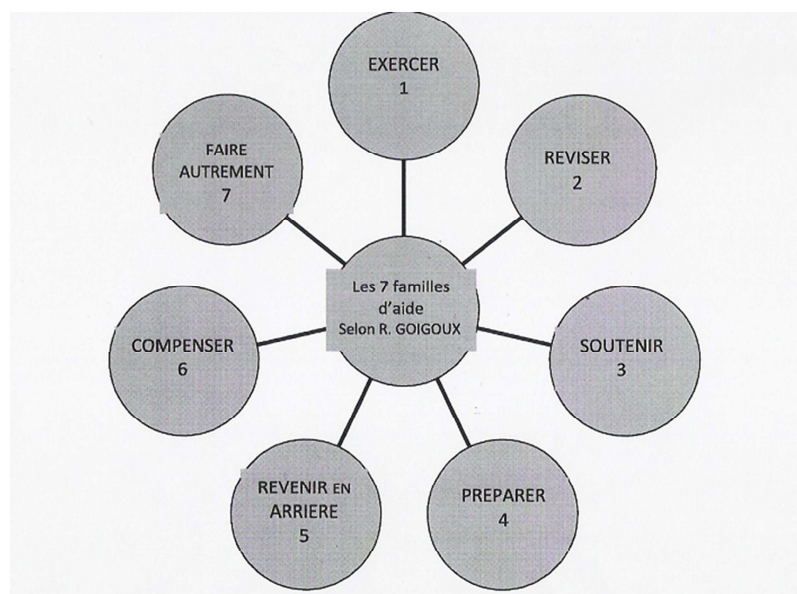 Les 7 familles
d'aide
Selon R. GOIGOUX
EXERCER
1
REVISER
2
SOUTENIR
3
PREPARER
4
REVENIR EN
ARRIERE
5
COMPENSER
6
FAIRE
AUTREMENT
7